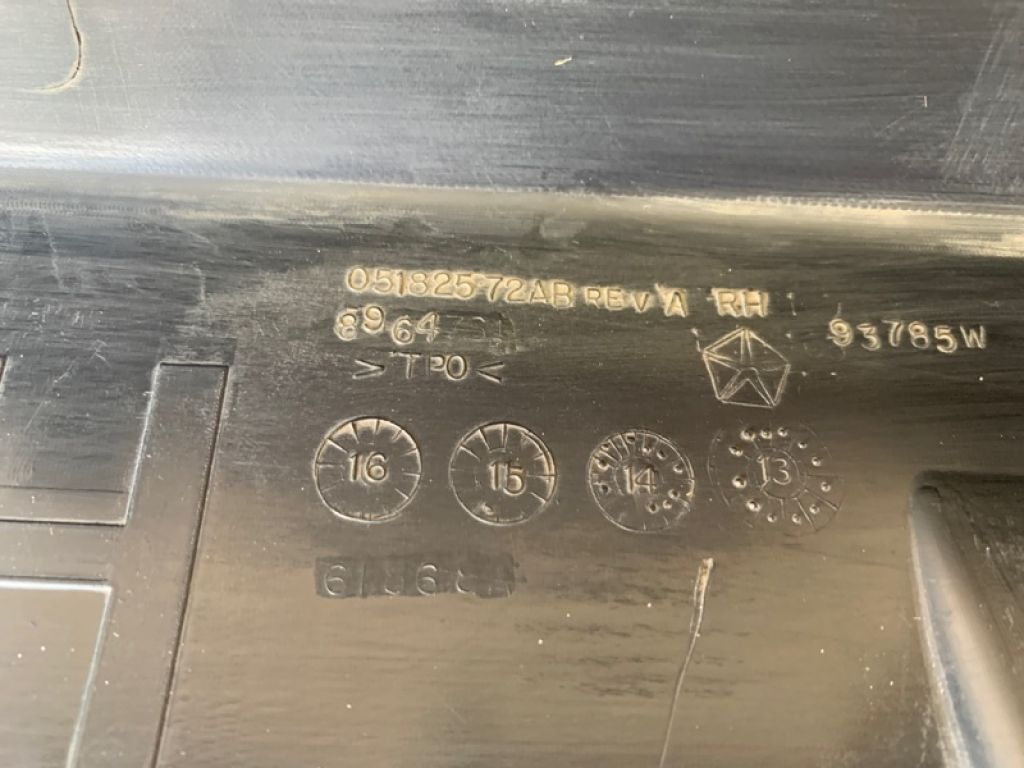 05182572AB REV A RH
8964
93785W
>TPO<
16 15 14 13